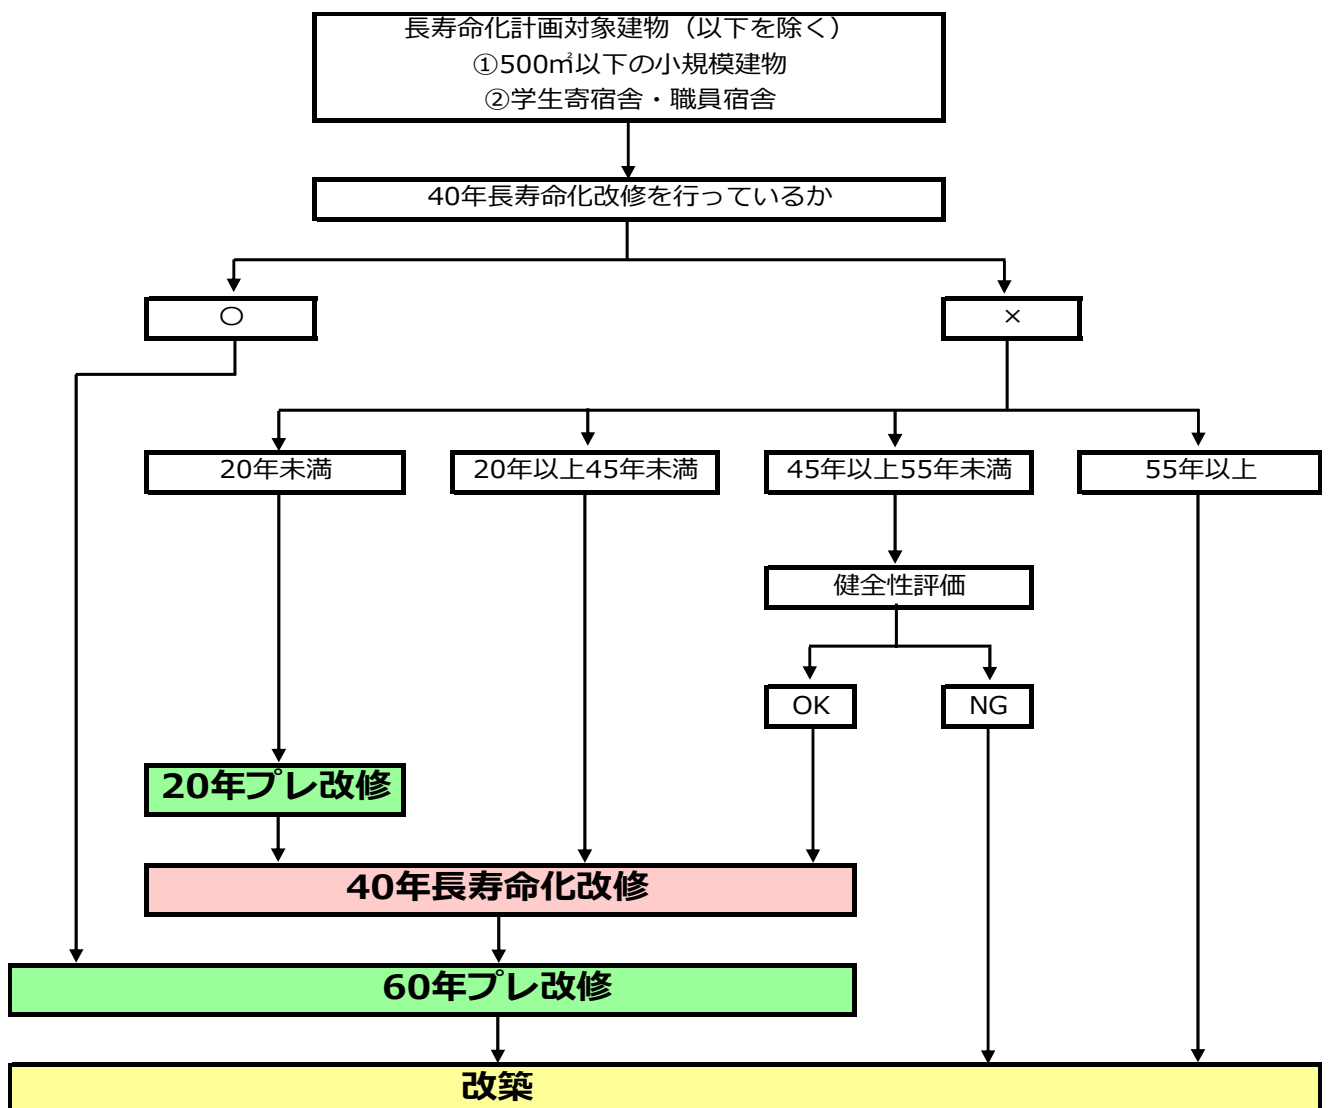 長寿命化計画対象建物（以下を除く）
①500㎡以下の小規模建物
②学生寄宿舎・職員宿舎
40年長寿命化改修を行っているか
〇
×
20年未満
20年以上45年未満
45年以上55年未満
55年以上
健全性評価
OK
NG
20年プレ改修
40年長寿命化改修
60年プレ改修
改築